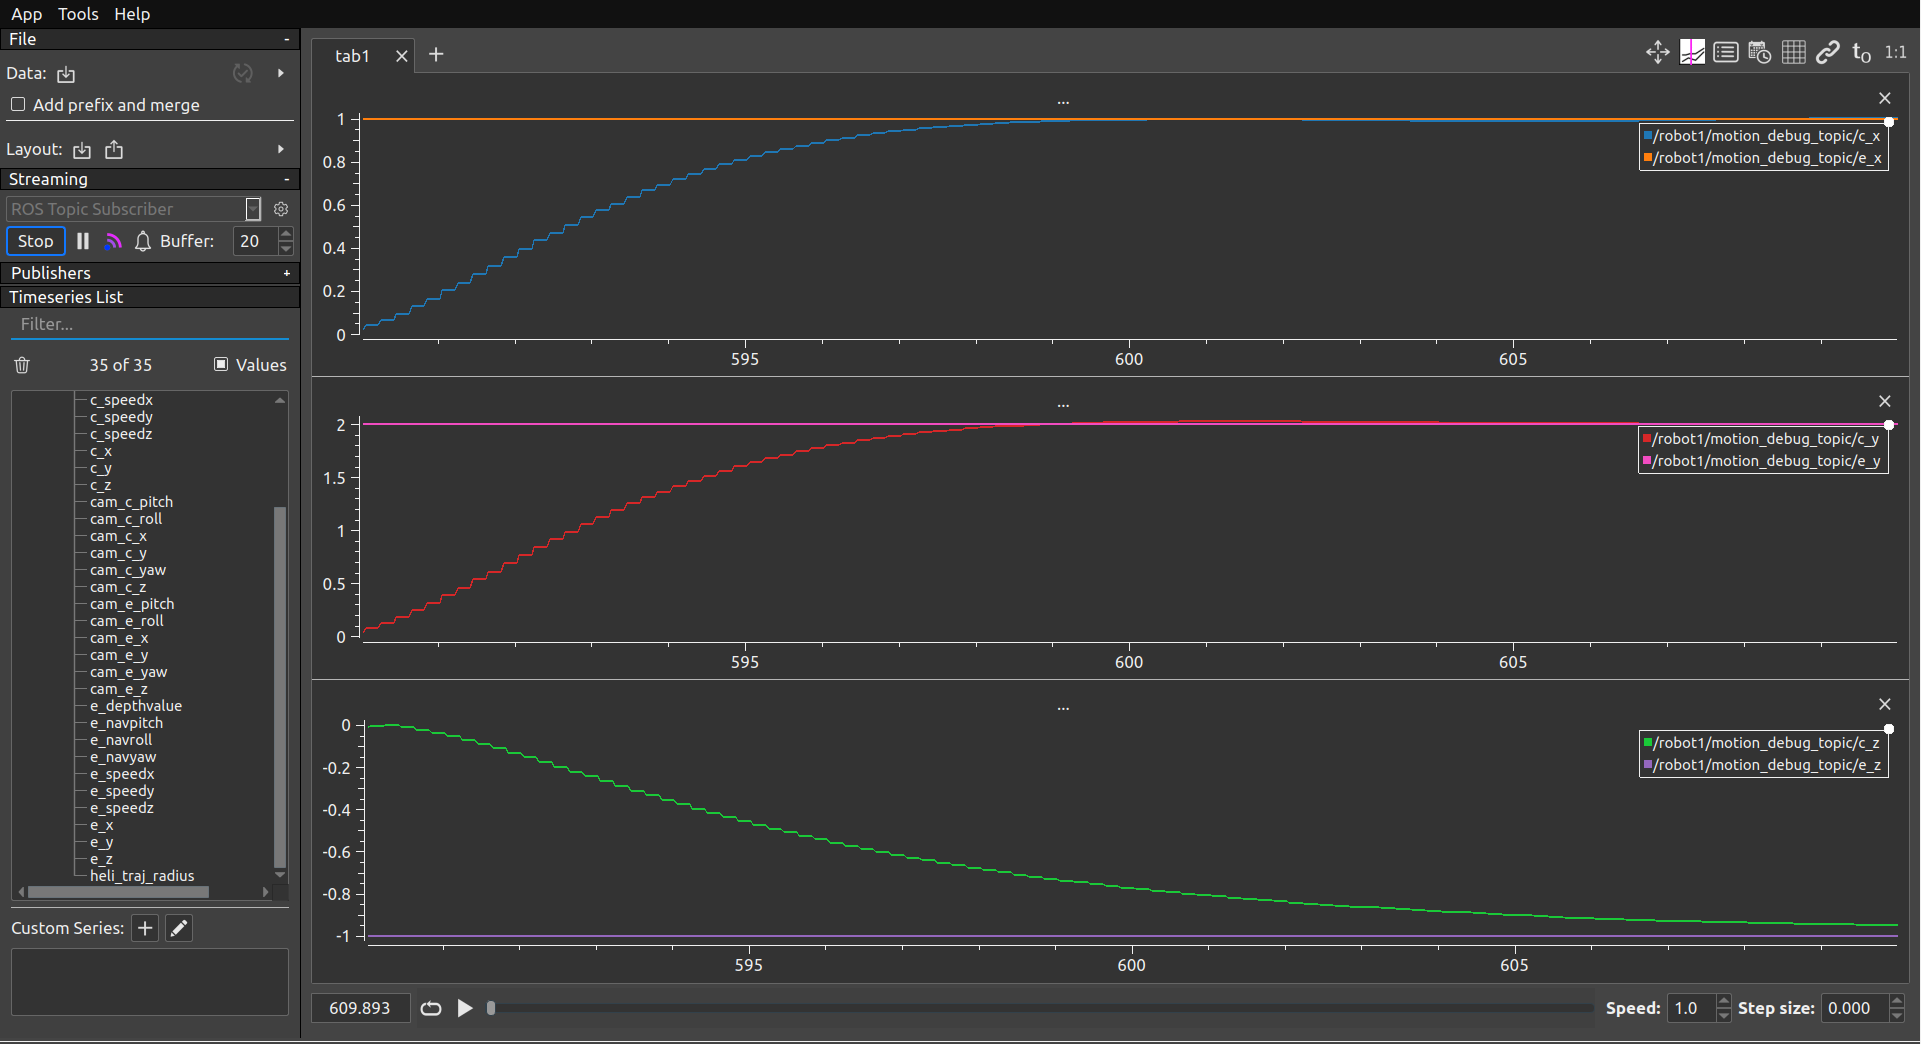 App Tools Help
File -
Data:
Add prefix and merge
Layout:
Streaming -
ROS Topic Subscriber
Stop Buffer: 20
Publishers +
Timeseries List
Filter...
35 of 35 Values
c_speedx
c_speedy
c_speedz
c_x
c_y
c_z
cam_c_pitch
cam_c_roll
cam_c_x
cam_c_y
cam_c_yaw
cam_c_z
cam_e_pitch
cam_e_roll
cam_e_x
cam_e_y
cam_e_yaw
cam_e_z
e_depthvalue
e_navpitch
e_navroll
e_navyaw
e_speedx
e_speedy
e_speedz
e_x
e_y
e_z
heli_traj_radius
Custom Series:
tab1
t0 1:1
...
1
0.8
0.6
0.4
0.2
0
595 600 605
/robot1/motion_debug_topic/c_x
/robot1/motion_debug_topic/e_x
...
2
1.5
1
0.5
0
595 600 605
/robot1/motion_debug_topic/c_y
/robot1/motion_debug_topic/e_y
...
0
-0.2
-0.4
-0.6
-0.8
-1
595 600 605
/robot1/motion_debug_topic/c_z
/robot1/motion_debug_topic/e_z
609.893 Speed: 1.0 Step size: 0.000